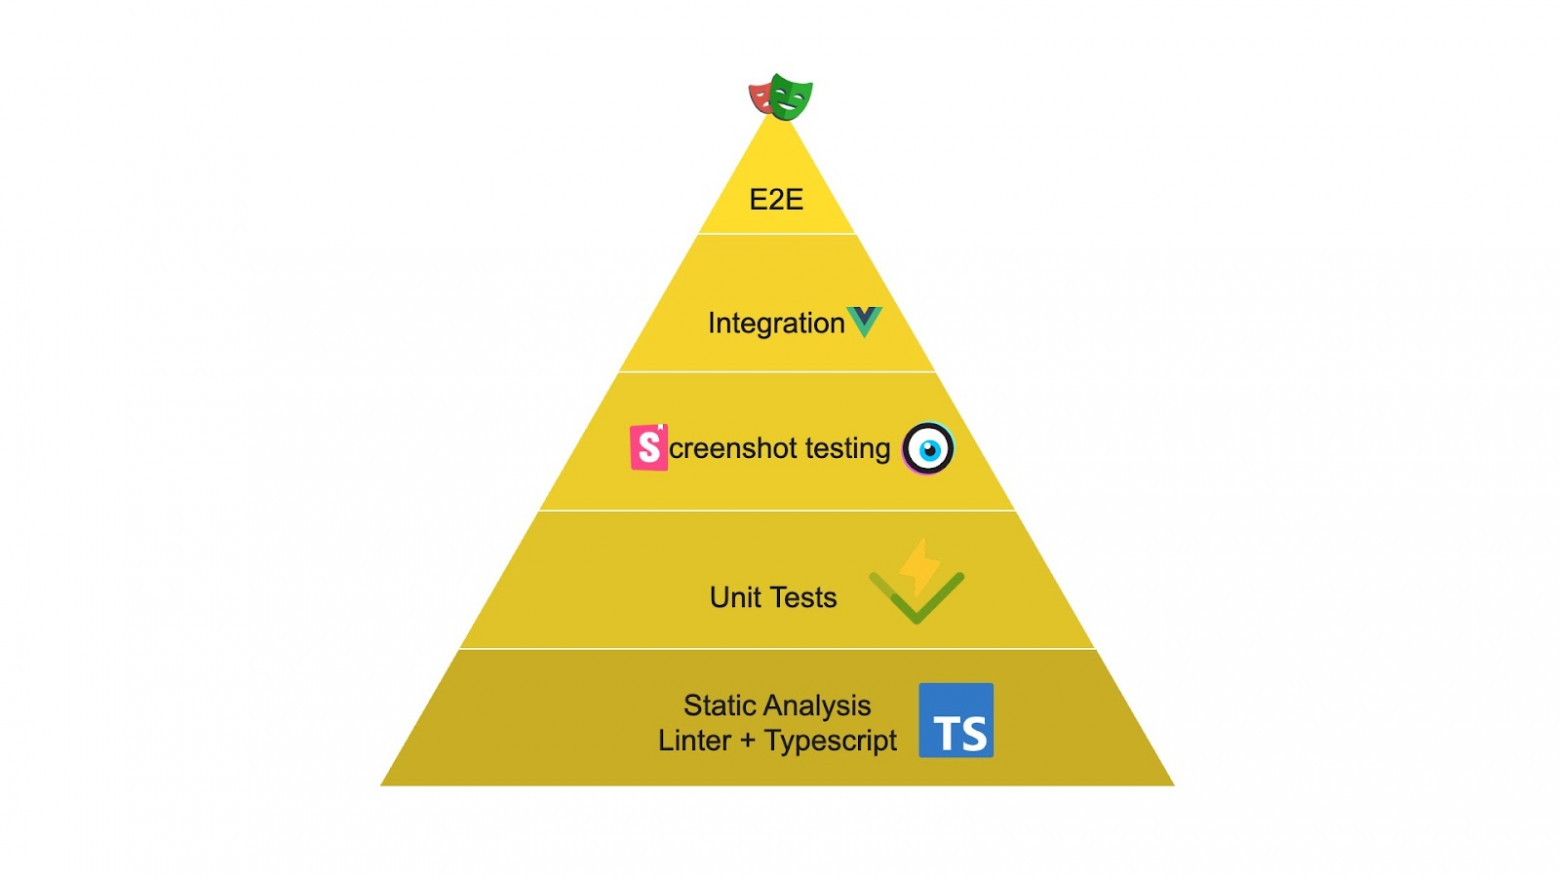 E2E
Integration
Screenshot testing
Unit Tests
Static Analysis
Linter + Typescript
TS